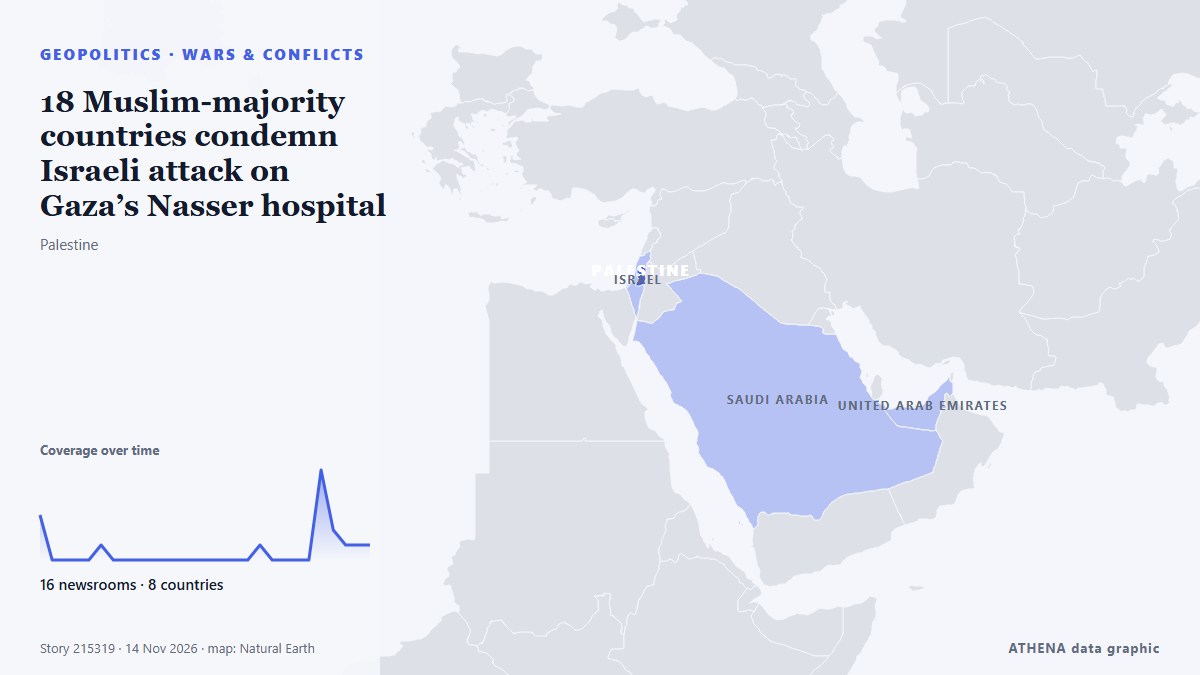 GEOPOLITICS · WARS & CONFLICTS
18 Muslim-majority
countries condemn
Israeli attack on
Gaza’s Nasser hospital
Palestine
PALESTINE
ISRAEL
SAUDI ARABIA
UNITED ARAB EMIRATES
Coverage over time
16 newsrooms · 8 countries
Story 215319 · 14 Nov 2026 · map: Natural Earth
ATHENA data graphic